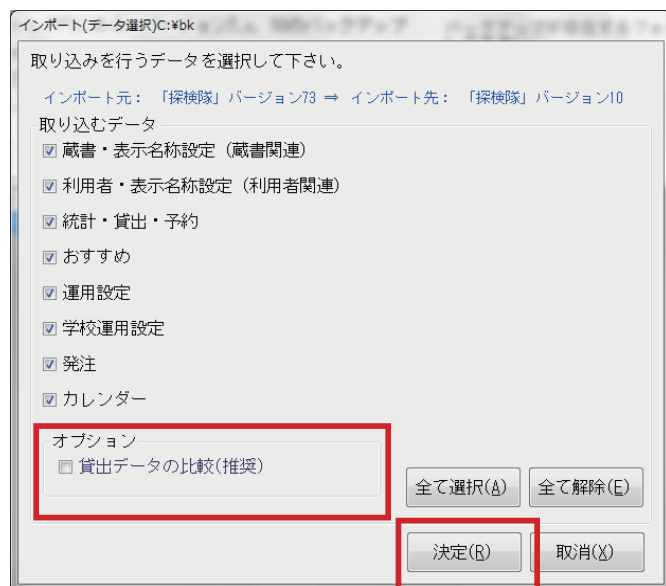 インポート(データ選択)C:¥bk
取り込みを行うデータを選択して下さい。
インポート元： 「探検隊」バージョン73 ⇒ インポート先： 「探検隊」バージョン10
取り込むデータ
蔵書・表示名称設定（蔵書関連）
利用者・表示名称設定（利用者関連）
統計・貸出・予約
おすすめ
運用設定
学校運用設定
発注
カレンダー
オプション
貸出データの比較(推奨)
全て選択(A) 全て解除(E)
決定(R) 取消(X)